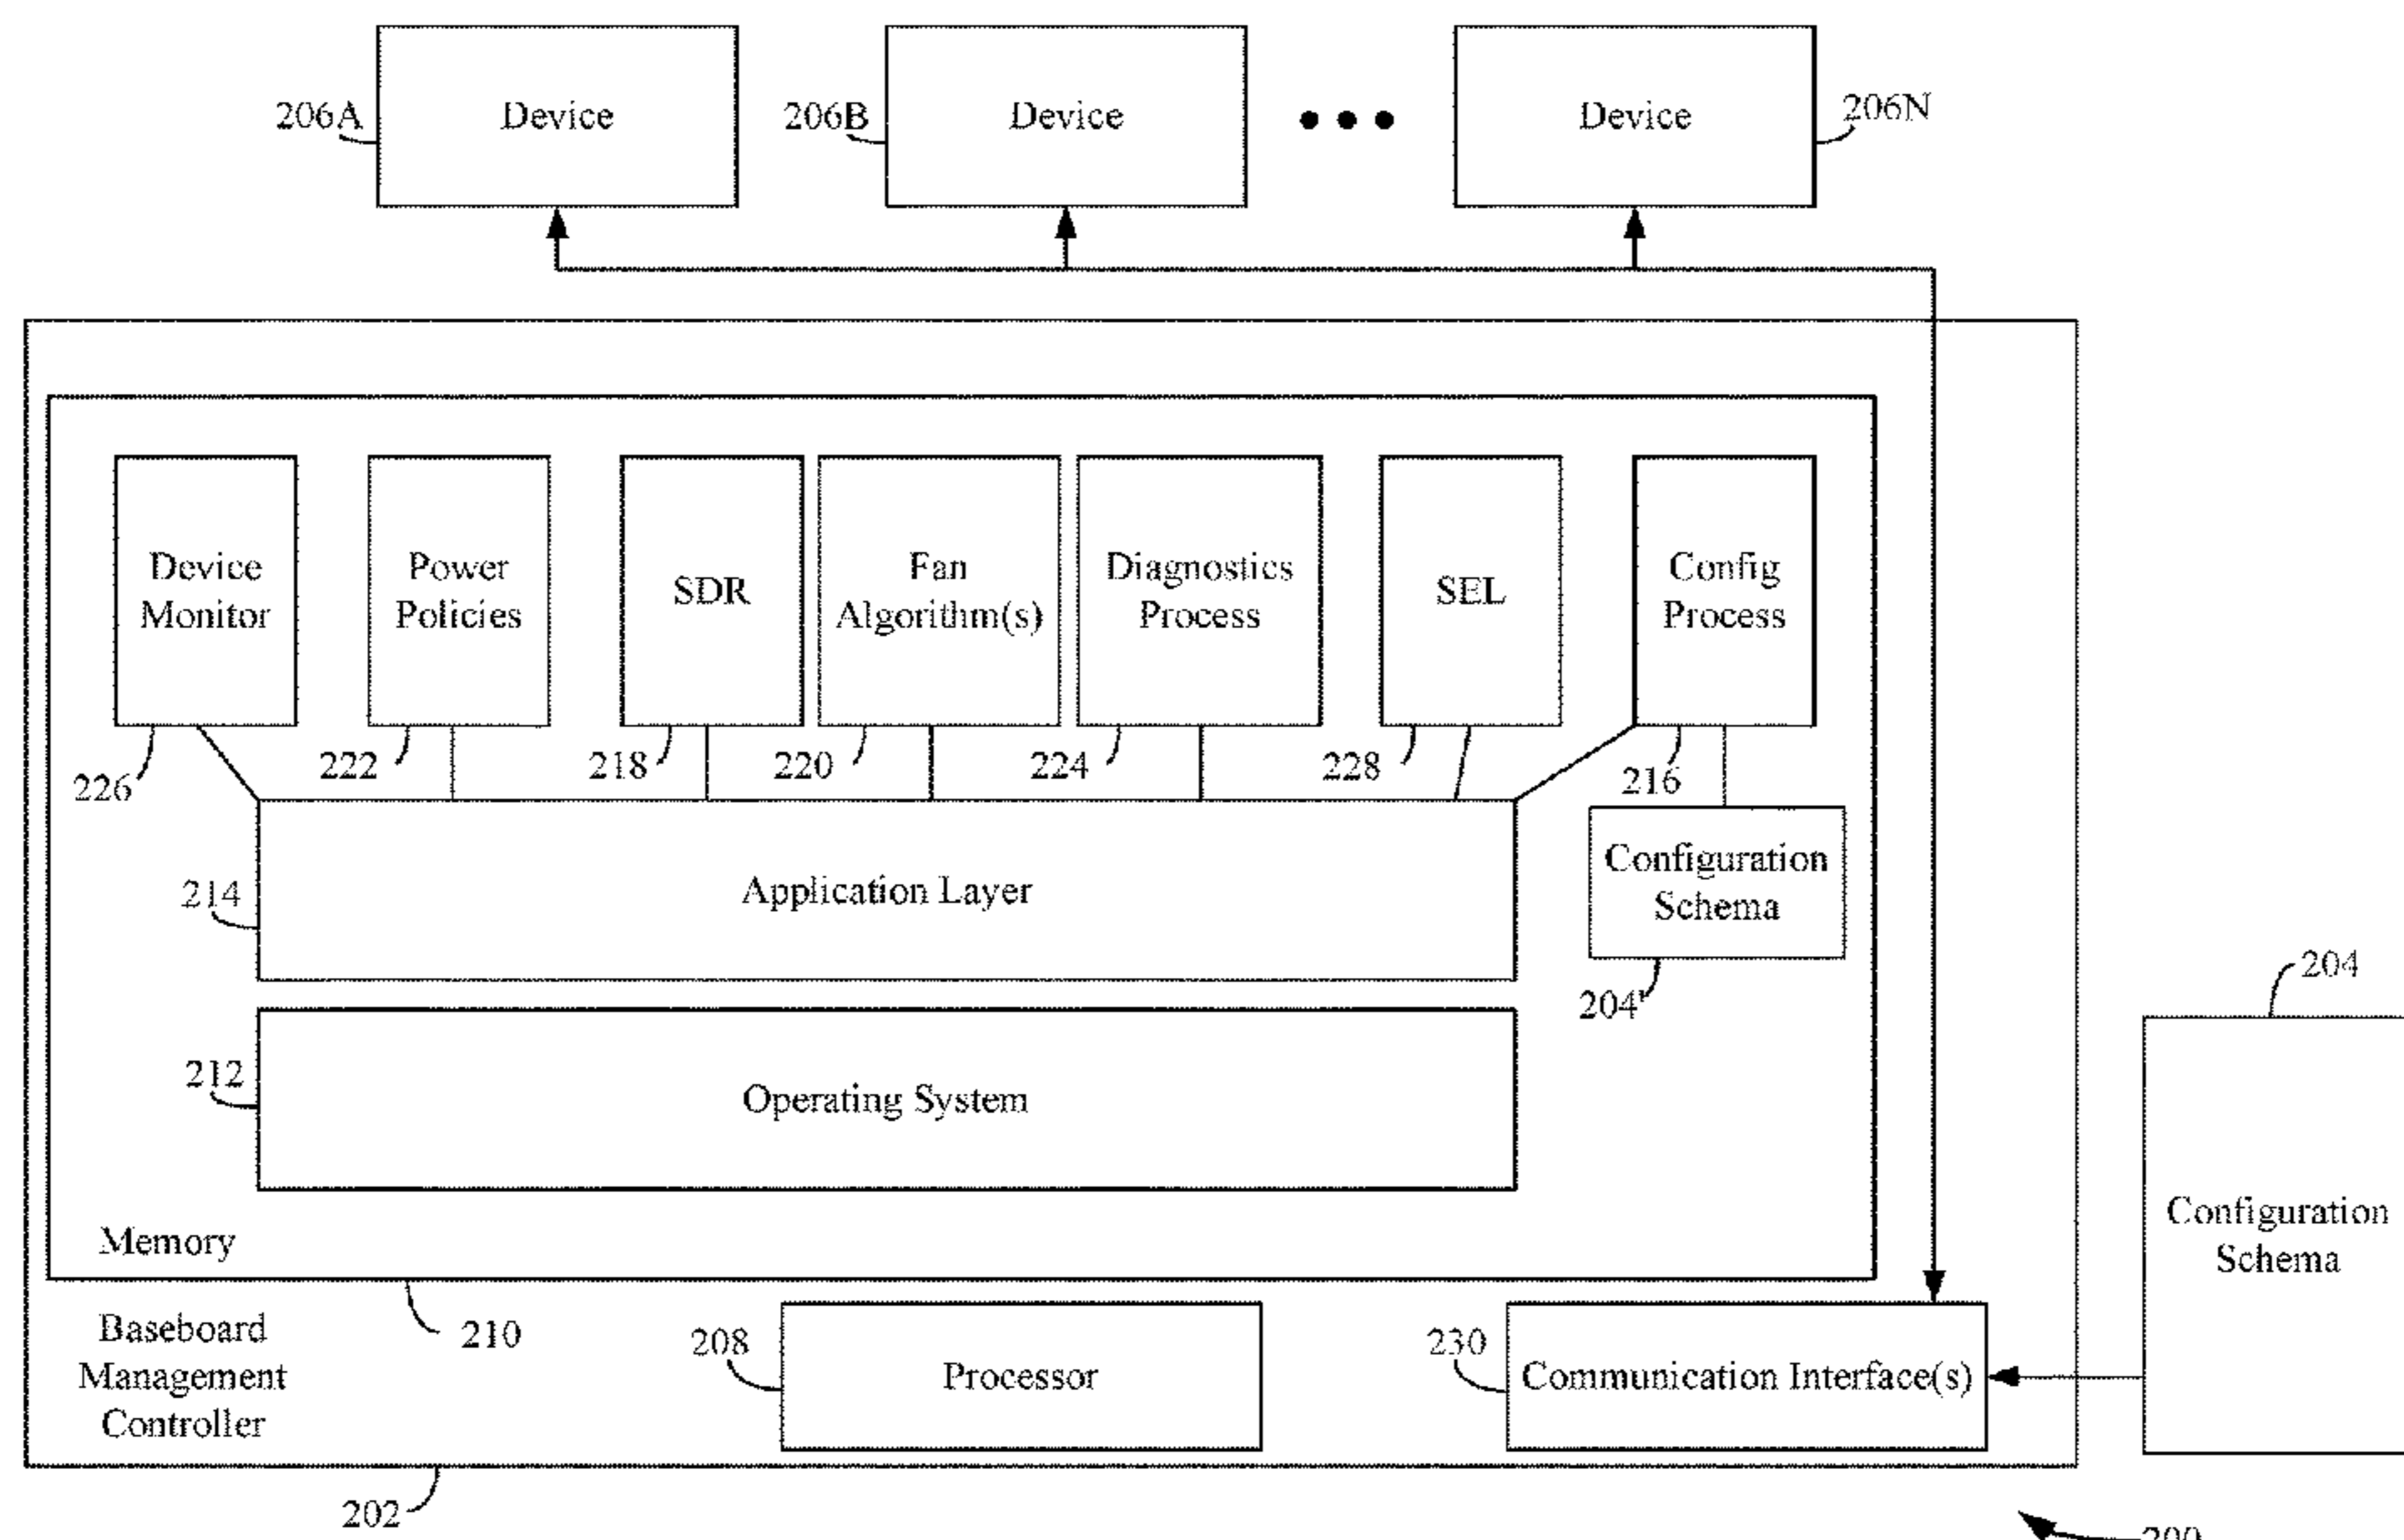 206A
Device
206B
Device
Device
206N
Device
Monitor
Power
Policies
SDR
Fan
Algorithm(s)
Diagnostics
Process
SEL
Config
Process
226
222
218
220
224
228
216
214
Application Layer
Configuration
Schema
204'
212
Operating System
204
Configuration
Schema
Memory
210
Baseboard
Management
Controller
208
Processor
230
Communication Interface(s)
202
200